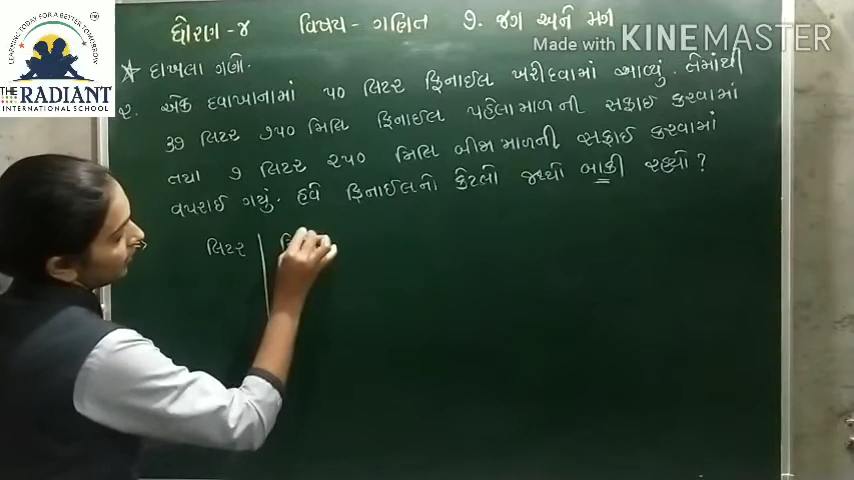 LEARNING TODAY FOR A BETTER TOMORROW
THE RADIANT
INTERNATIONAL SCHOOL
Made with KINEMASTER
ધોરણ - ૪ વિષય - ગણિત ૭. જગ અને મગ
દાખલા ગણો.
૨. એક દવાખાનામાં ૫૦ લિટર ફિનાઈલ ખરીદવામાં આવ્યું. તેમાંથી
૩૭ લિટર ૭૫૦ મિલિ ફિનાઈલ પહેલા માળ ની સફાઈ કરવામાં
તથા ૭ લિટર ૨૫૦ મિલિ બીજા માળની સફાઈ કરવામાં
વપરાઈ ગયું. હવે ફિનાઈલનો કેટલો જથ્થો બાકી રહ્યો?
લિટર